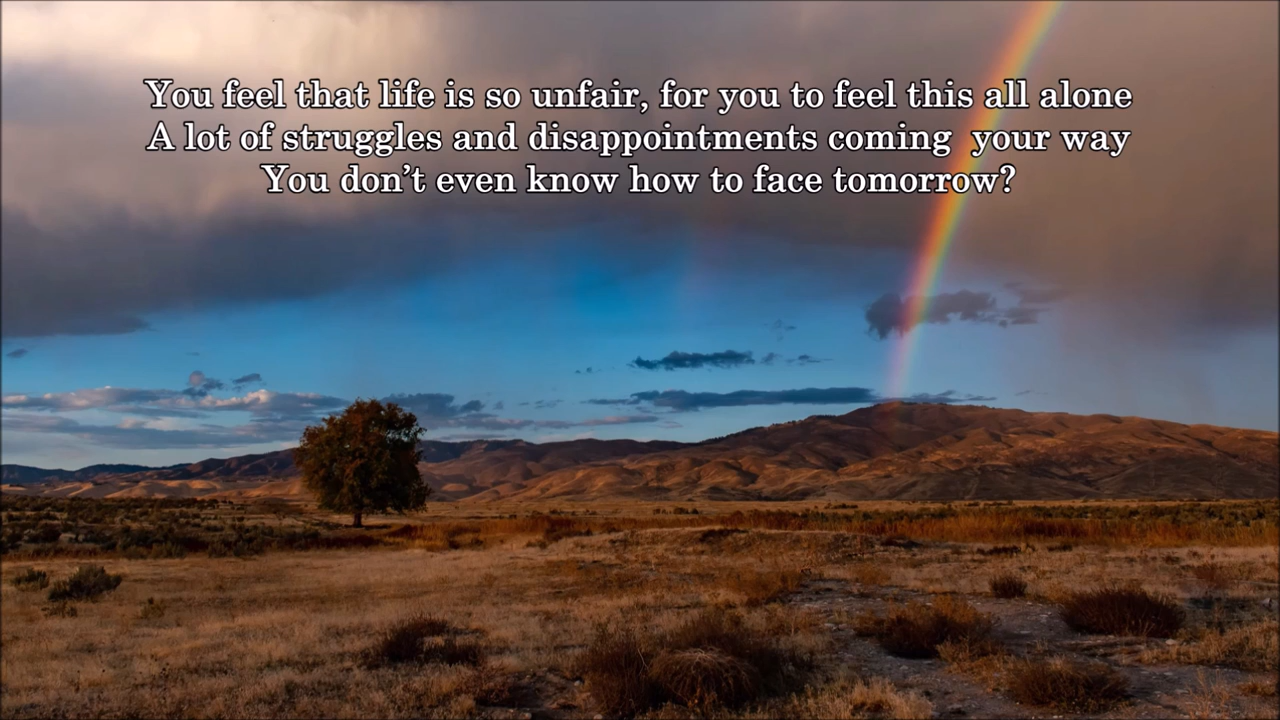 You feel that life is so unfair, for you to feel this all alone
A lot of struggles and disappointments coming  your way
You don’t even know how to face tomorrow?